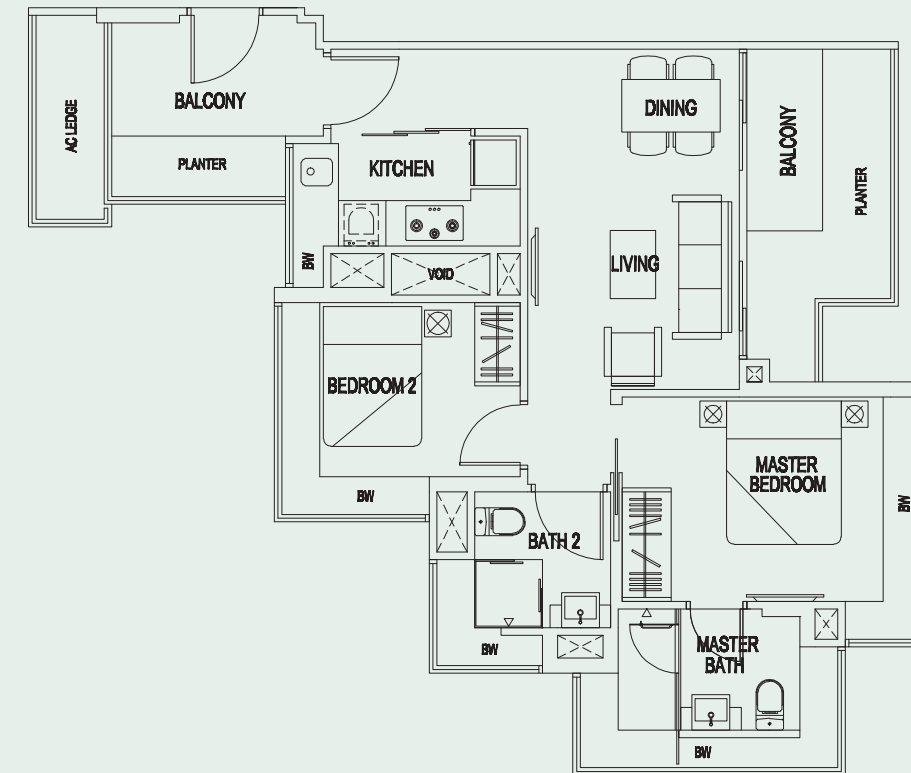 BALCONY
AC LEDGE
PLANTER
KITCHEN
DINING
BALCONY
PLANTER
BW
VOID
LIVING
BEDROOM 2
BW
MASTER
BEDROOM
BW
BATH 2
BW
MASTER
BATH
BW